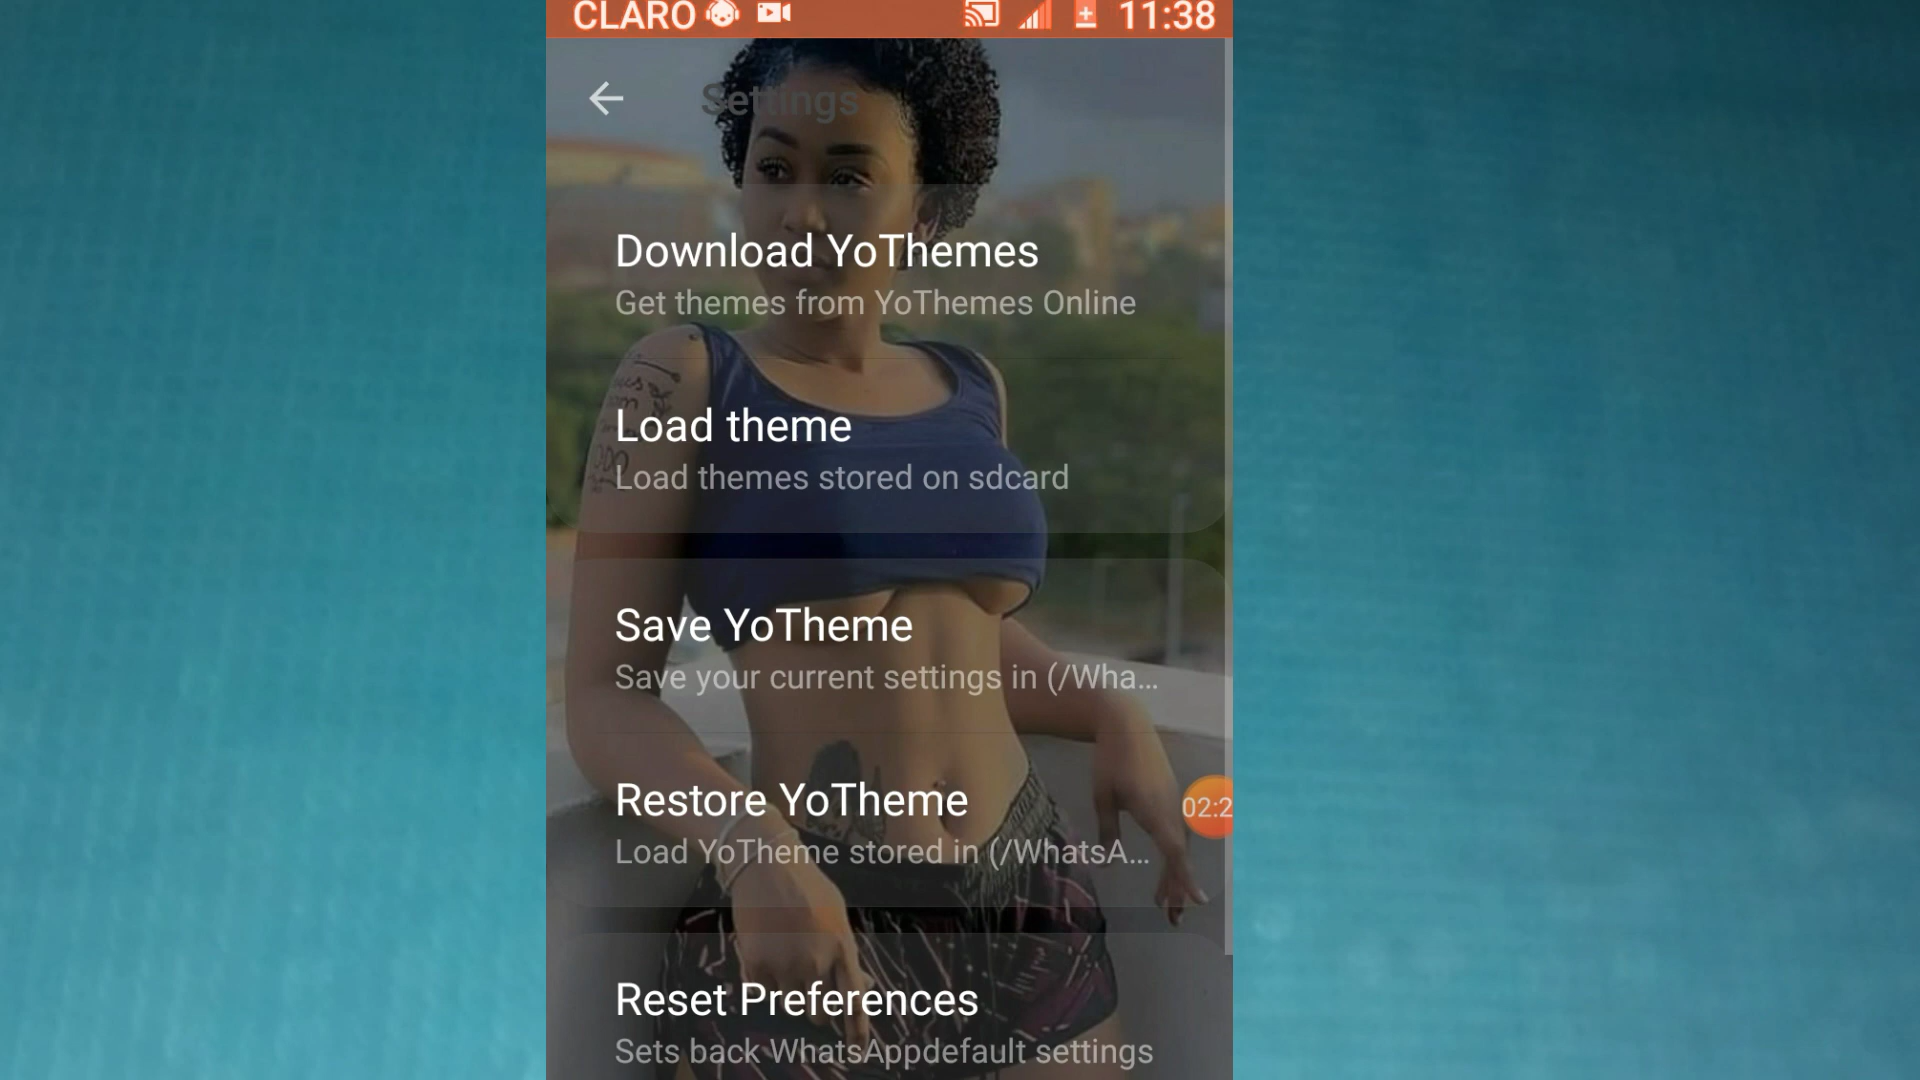 CLARO 11:38
Settings
Download YoThemes
Get themes from YoThemes Online
Load theme
Load themes stored on sdcard
Save YoTheme
Save your current settings in (/Wha...
Restore YoTheme
02:2
Load YoTheme stored in (/WhatsA...
Reset Preferences
Sets back WhatsAppdefault settings